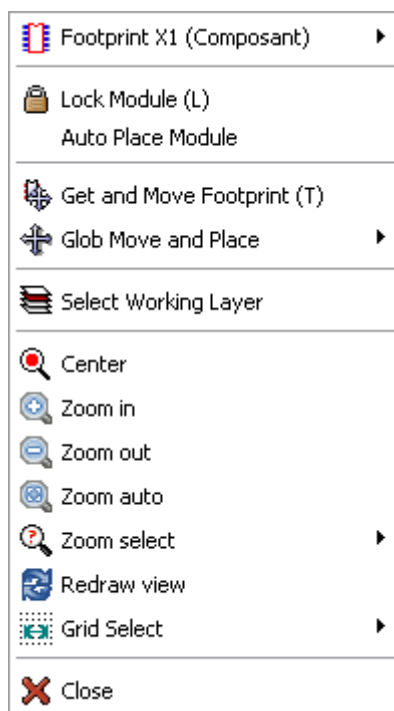 Footprint X1 (Composant)
Lock Module (L)
Auto Place Module
Get and Move Footprint (T)
Glob Move and Place
Select Working Layer
Center
Zoom in
Zoom out
Zoom auto
Zoom select
Redraw view
Grid Select
Close